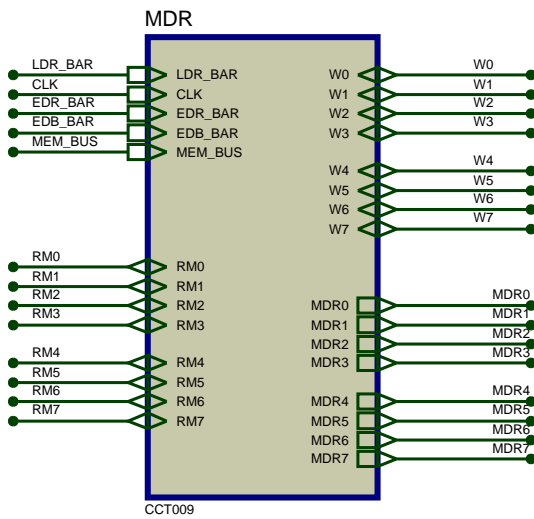 MDR
LDR_BAR LDR_BAR W0 W0
CLK CLK W1 W1
EDR_BAR EDR_BAR W2 W2
EDB_BAR EDB_BAR W3 W3
MEM_BUS MEM_BUS
W4 W4
W5 W5
W6 W6
W7 W7
RM0 RM0
RM1 RM1
RM2 RM2 MDR0 MDR0
RM3 RM3 MDR1 MDR1
MDR2 MDR2
RM4 RM4 MDR3 MDR3
RM5 RM5
RM6 RM6 MDR4 MDR4
RM7 RM7 MDR5 MDR5
MDR6 MDR6
MDR7 MDR7
CCT009